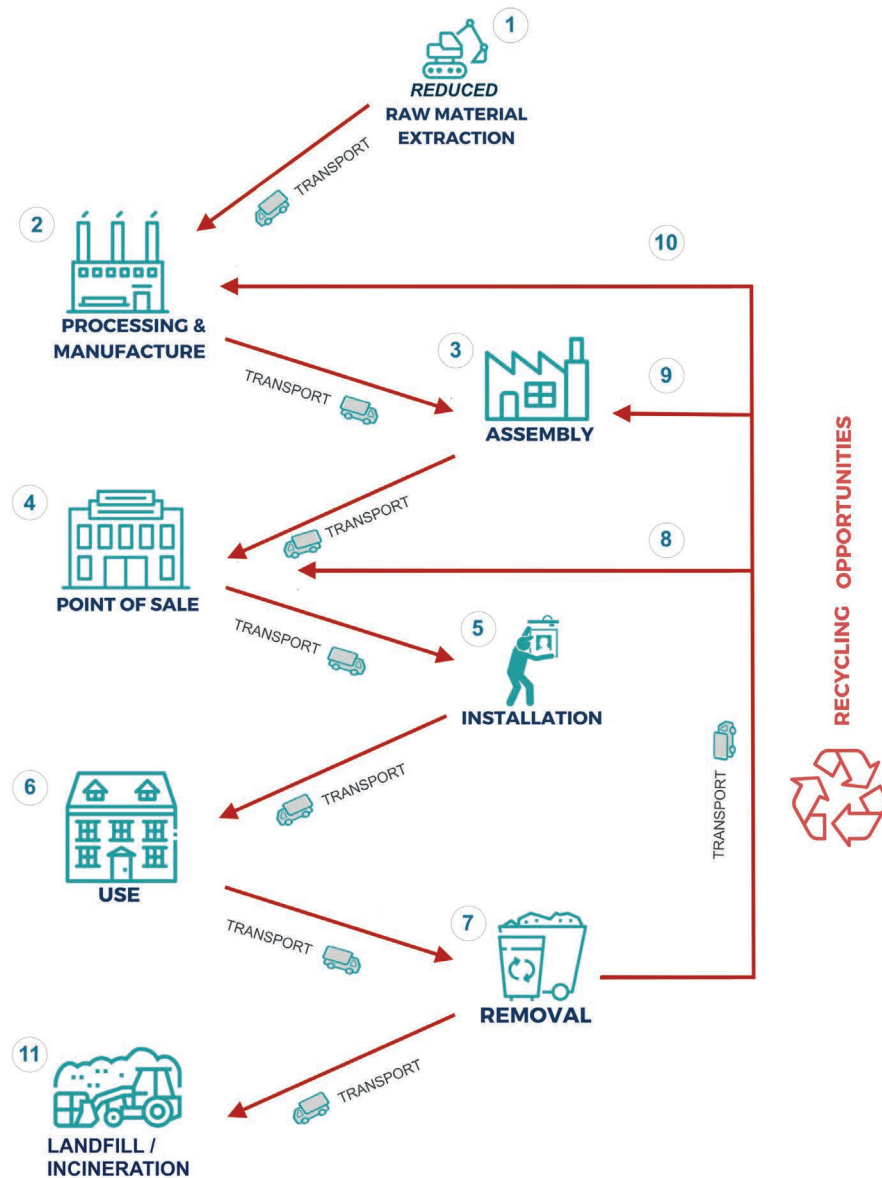 1
REDUCED
RAW MATERIAL
EXTRACTION
TRANSPORT
2
10
PROCESSING &
MANUFACTURE
3
9
TRANSPORT
ASSEMBLY
4
TRANSPORT
8
POINT OF SALE
5
TRANSPORT
INSTALLATION
RECYCLING OPPORTUNITIES
6
TRANSPORT
TRANSPORT
USE
7
TRANSPORT
REMOVAL
11
TRANSPORT
LANDFILL /
INCINERATION